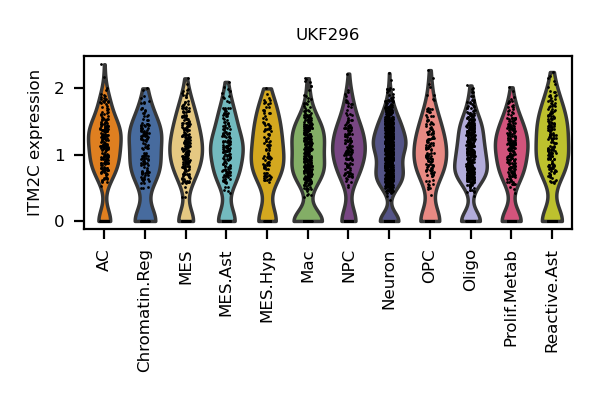 UKF296
ITM2C expression
2
1
0
AC
Chromatin.Reg
MES
MES.Ast
MES.Hyp
Mac
NPC
Neuron
OPC
Oligo
Prolif.Metab
Reactive.Ast